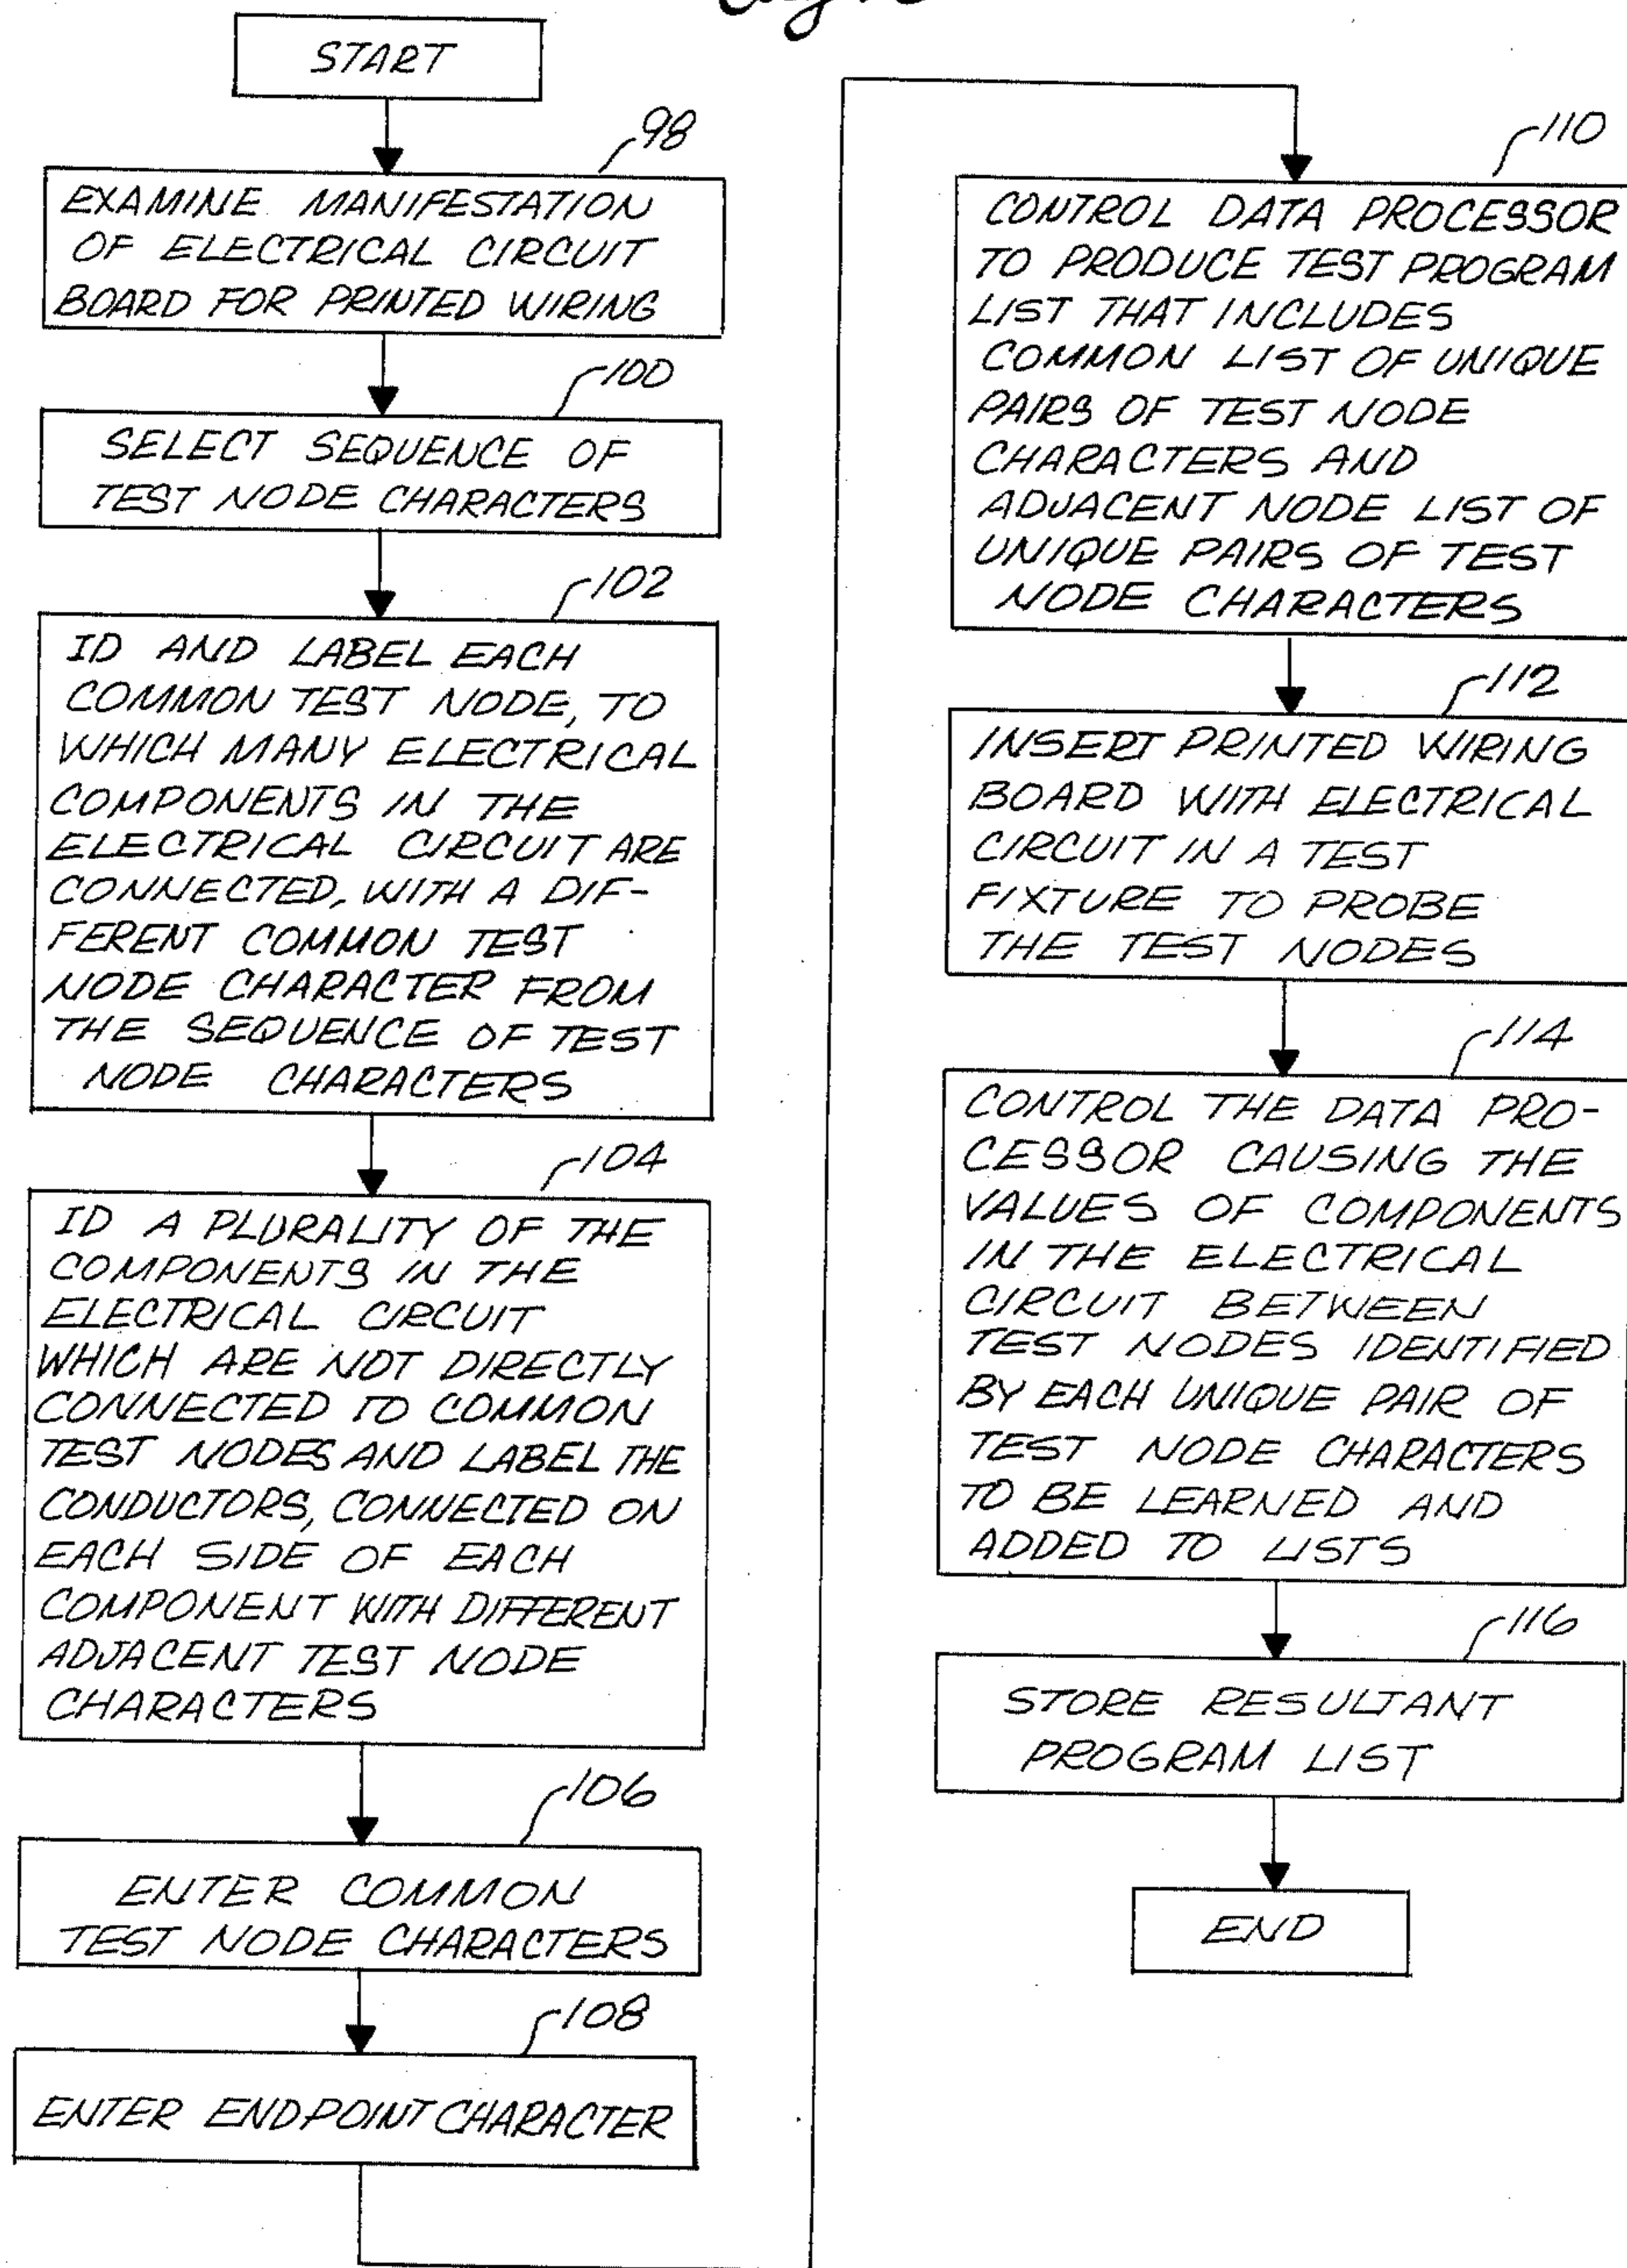 START
98
EXAMINE MANIFESTATION
OF ELECTRICAL CIRCUIT
BOARD FOR PRINTED WIRING
100
SELECT SEQUENCE OF
TEST NODE CHARACTERS
102
ID AND LABEL EACH
COMMON TEST NODE, TO
WHICH MANY ELECTRICAL
COMPONENTS IN THE
ELECTRICAL CIRCUIT ARE
CONNECTED, WITH A DIF-
FERENT COMMON TEST
NODE CHARACTER FROM
THE SEQUENCE OF TEST
NODE CHARACTERS
104
ID A PLURALITY OF THE
COMPONENTS IN THE
ELECTRICAL CIRCUIT
WHICH ARE NOT DIRECTLY
CONNECTED TO COMMON
TEST NODES AND LABEL THE
CONDUCTORS, CONNECTED ON
EACH SIDE OF EACH
COMPONENT WITH DIFFERENT
ADJACENT TEST NODE
CHARACTERS
106
ENTER COMMON
TEST NODE CHARACTERS
108
ENTER ENDPOINT CHARACTER
110
CONTROL DATA PROCESSOR
TO PRODUCE TEST PROGRAM
LIST THAT INCLUDES
COMMON LIST OF UNIQUE
PAIRS OF TEST NODE
CHARACTERS AND
ADJACENT NODE LIST OF
UNIQUE PAIRS OF TEST
NODE CHARACTERS
112
INSERT PRINTED WIRING
BOARD WITH ELECTRICAL
CIRCUIT IN A TEST
FIXTURE TO PROBE
THE TEST NODES
114
CONTROL THE DATA PRO-
CESSOR CAUSING THE
VALUES OF COMPONENTS
IN THE ELECTRICAL
CIRCUIT BETWEEN
TEST NODES IDENTIFIED
BY EACH UNIQUE PAIR OF
TEST NODE CHARACTERS
TO BE LEARNED AND
ADDED TO LISTS
116
STORE RESULTANT
PROGRAM LIST
END